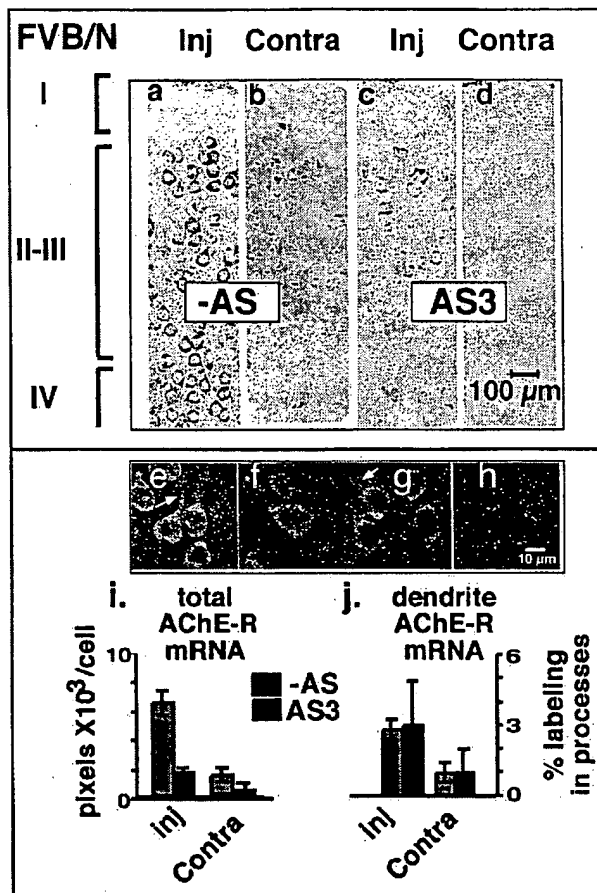 FVB/N Inj Contra Inj Contra
I
a b c d
II-III
-AS AS3
IV
100 µm
e f g h
10 µm
i. total AChE-R mRNA
j. dendrite AChE-R mRNA
10
0
pixels X10³/cell
-AS
AS3
6
3
0
% labeling in processes
Inj
Contra
Inj
Contra